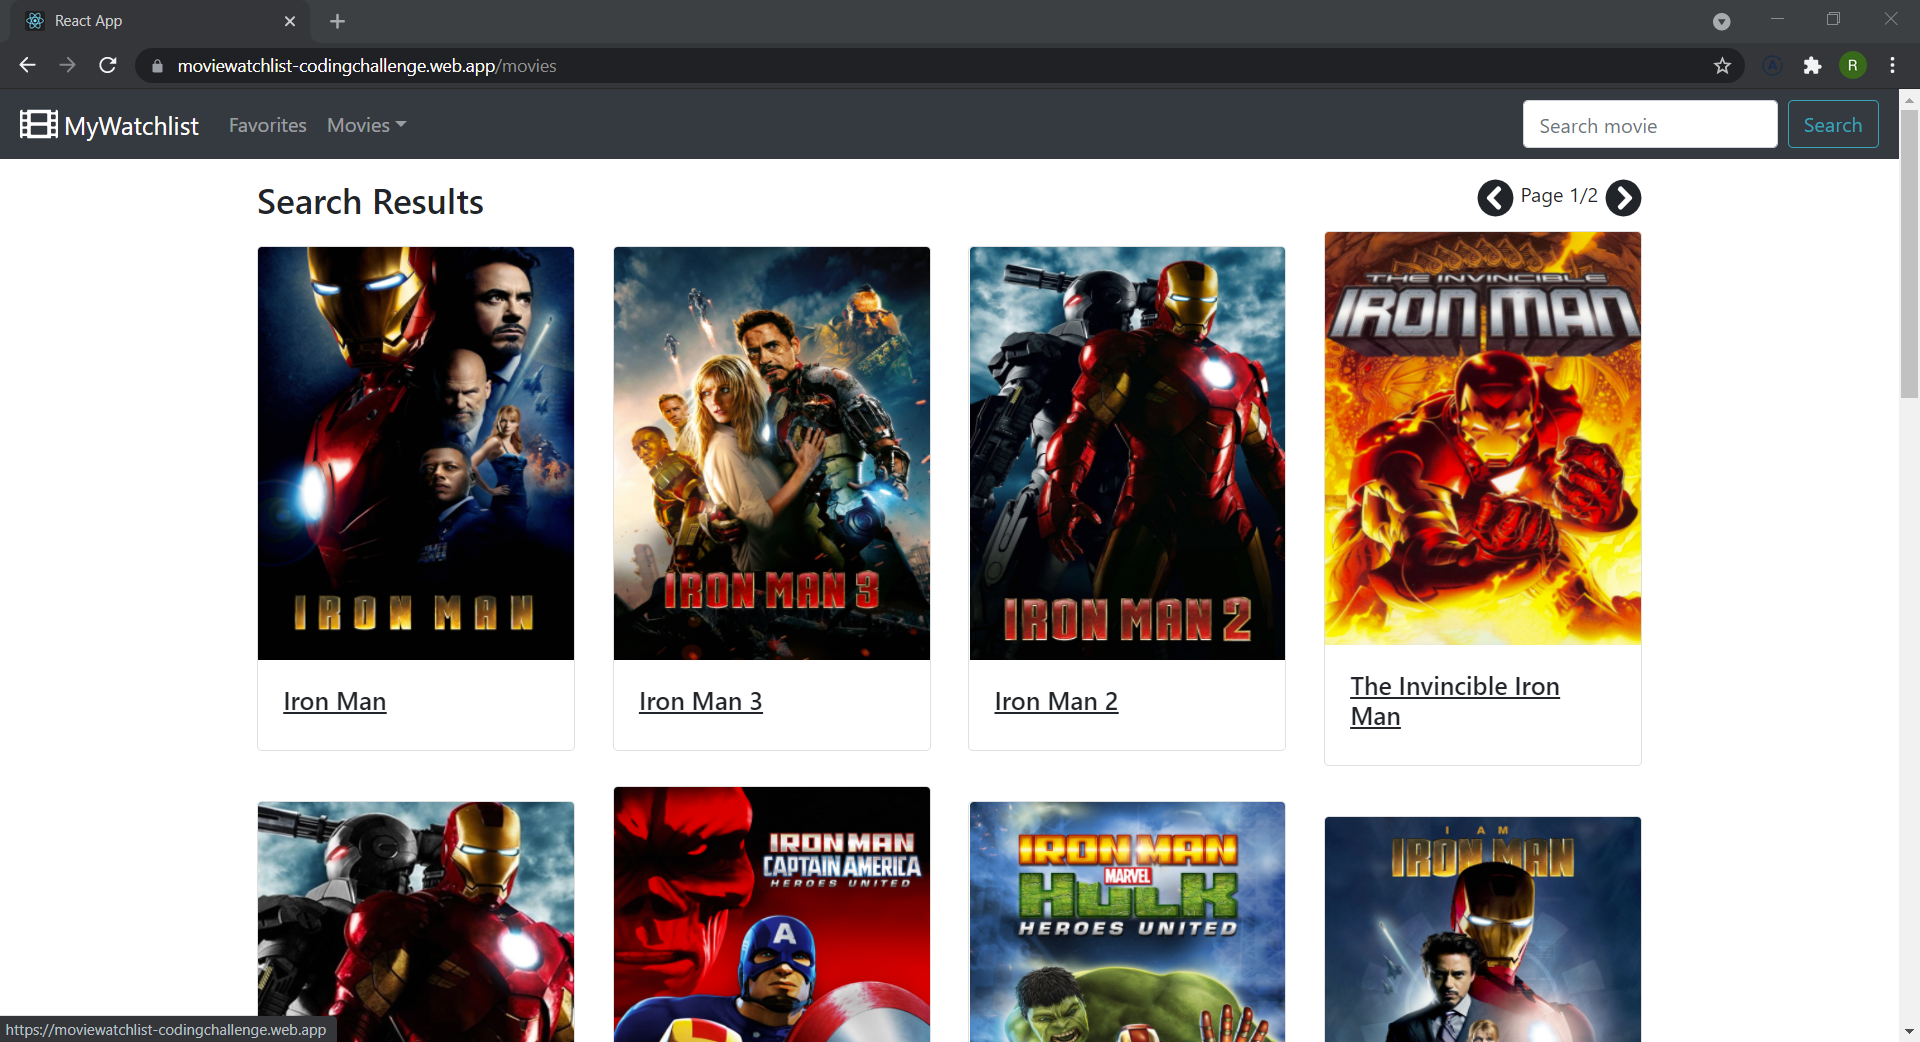 React App
moviewatchlist-codingchallenge.web.app/movies
R
MyWatchlist Favorites Movies Search movie Search
Search Results Page 1/2
IRON MAN
IRON MAN 3
IRON MAN 2
THE INVINCIBLE
IRON MAN
Iron Man
Iron Man 3
Iron Man 2
The Invincible Iron
Man
IRON MAN
CAPTAIN AMERICA
HEROES UNITED
A
IRON MAN
MARVEL
HULK
HEROES UNITED
I AM
IRON MAN
https://moviewatchlist-codingchallenge.web.app